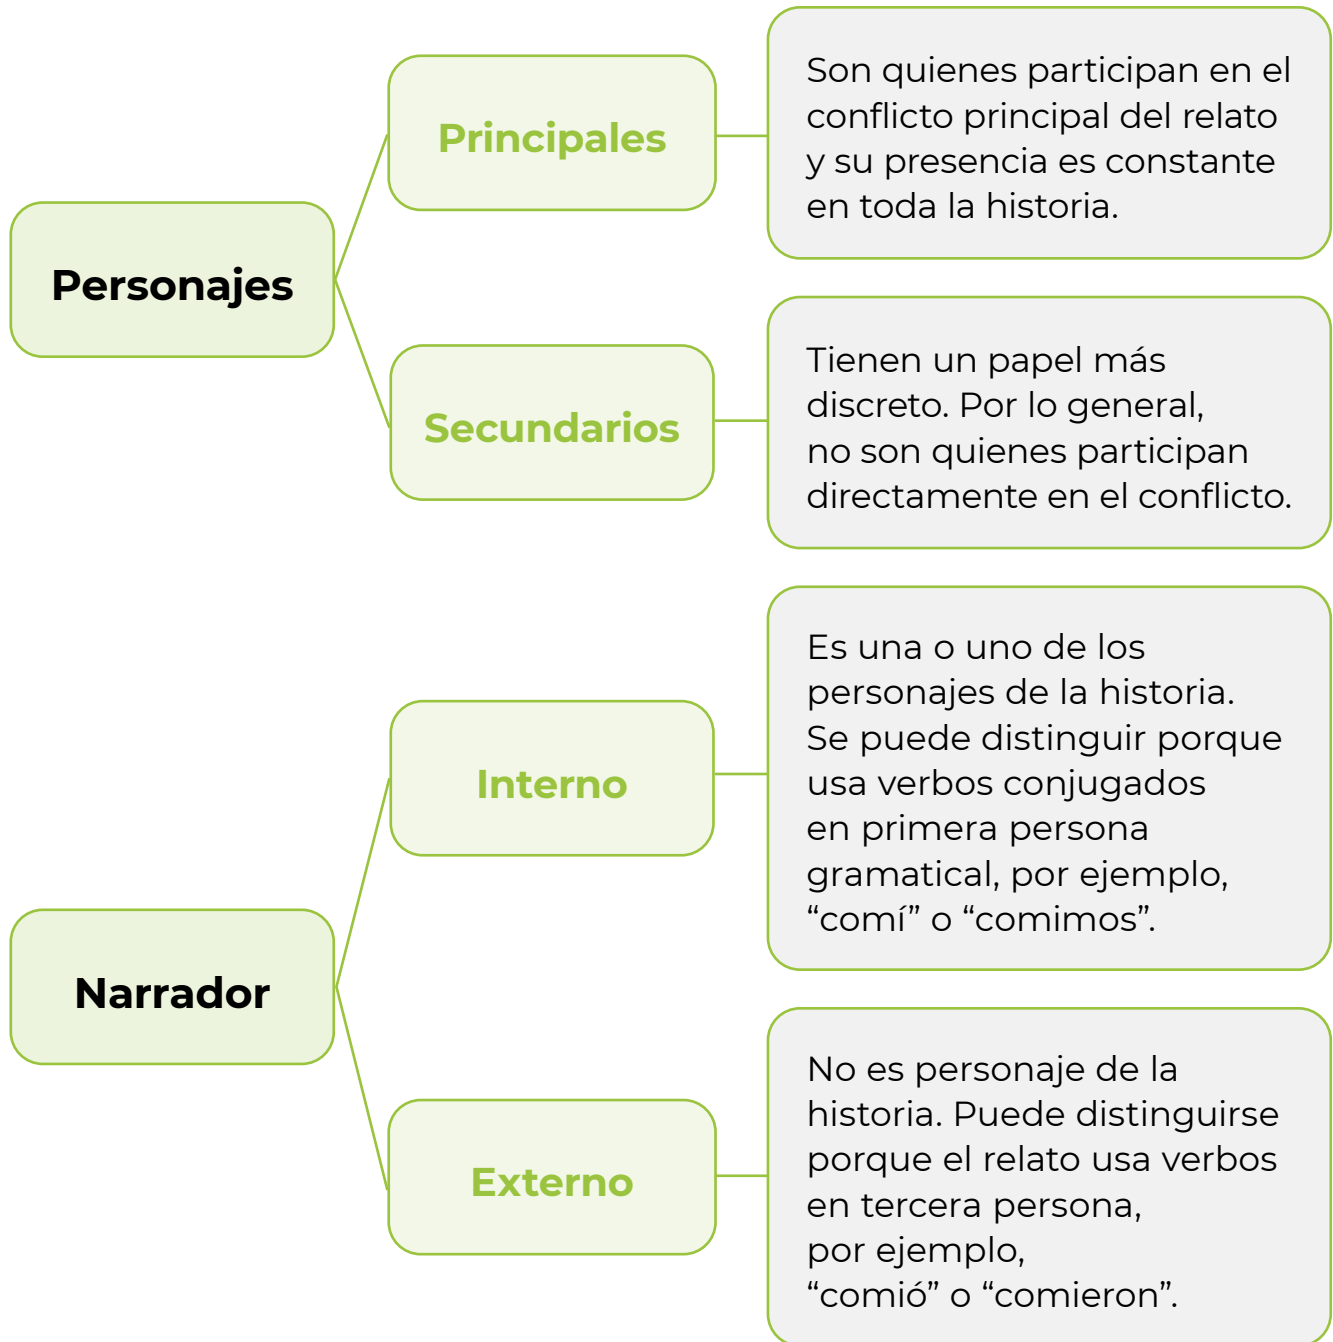 Personajes
Principales
Son quienes participan en el
conflicto principal del relato
y su presencia es constante
en toda la historia.
Secundarios
Tienen un papel más
discreto. Por lo general,
no son quienes participan
directamente en el conflicto.
Narrador
Interno
Es una o uno de los
personajes de la historia.
Se puede distinguir porque
usa verbos conjugados
en primera persona
gramatical, por ejemplo,
“comí” o “comimos”.
Externo
No es personaje de la
historia. Puede distinguirse
porque el relato usa verbos
en tercera persona,
por ejemplo,
“comió” o “comieron”.